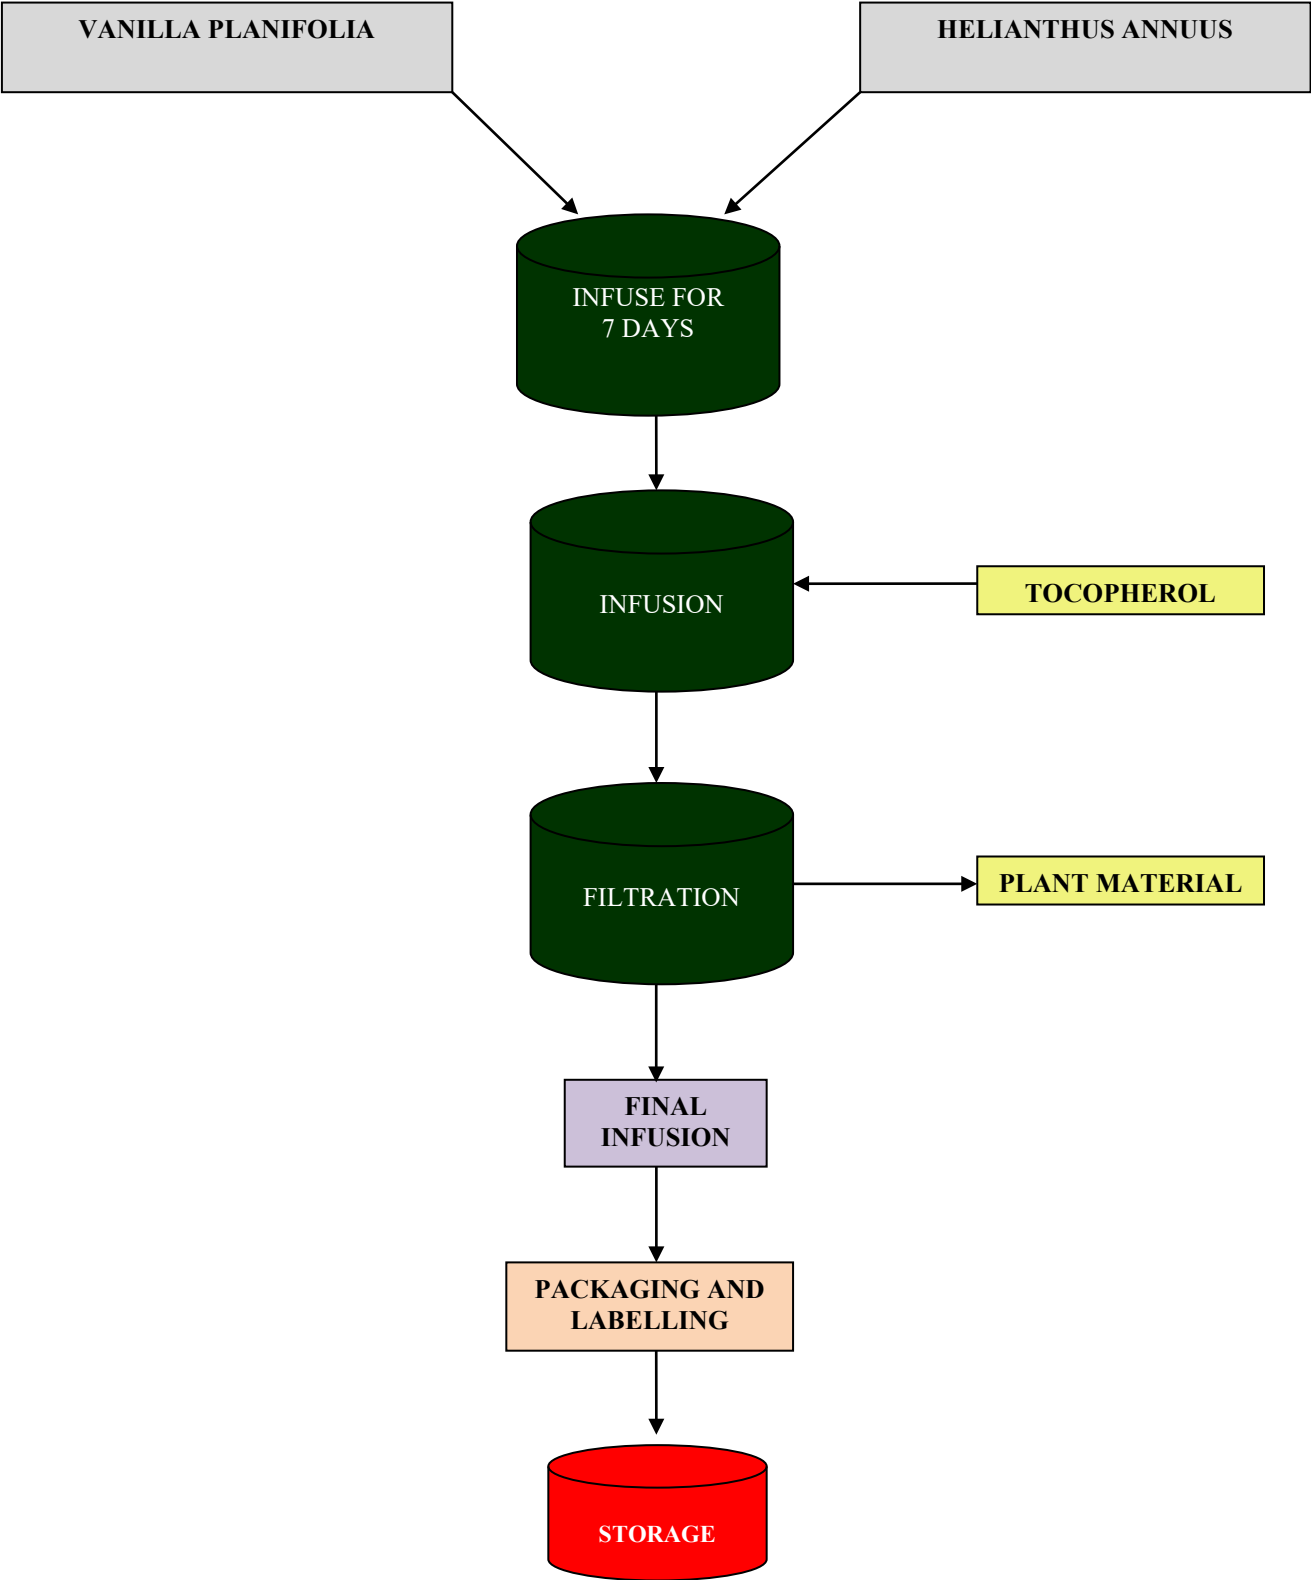 VANILLA PLANIFOLIA
HELIANTHUS ANNUUS
INFUSE FOR
7 DAYS
INFUSION
TOCOPHEROL
FILTRATION
PLANT MATERIAL
FINAL
INFUSION
PACKAGING AND
LABELLING
STORAGE